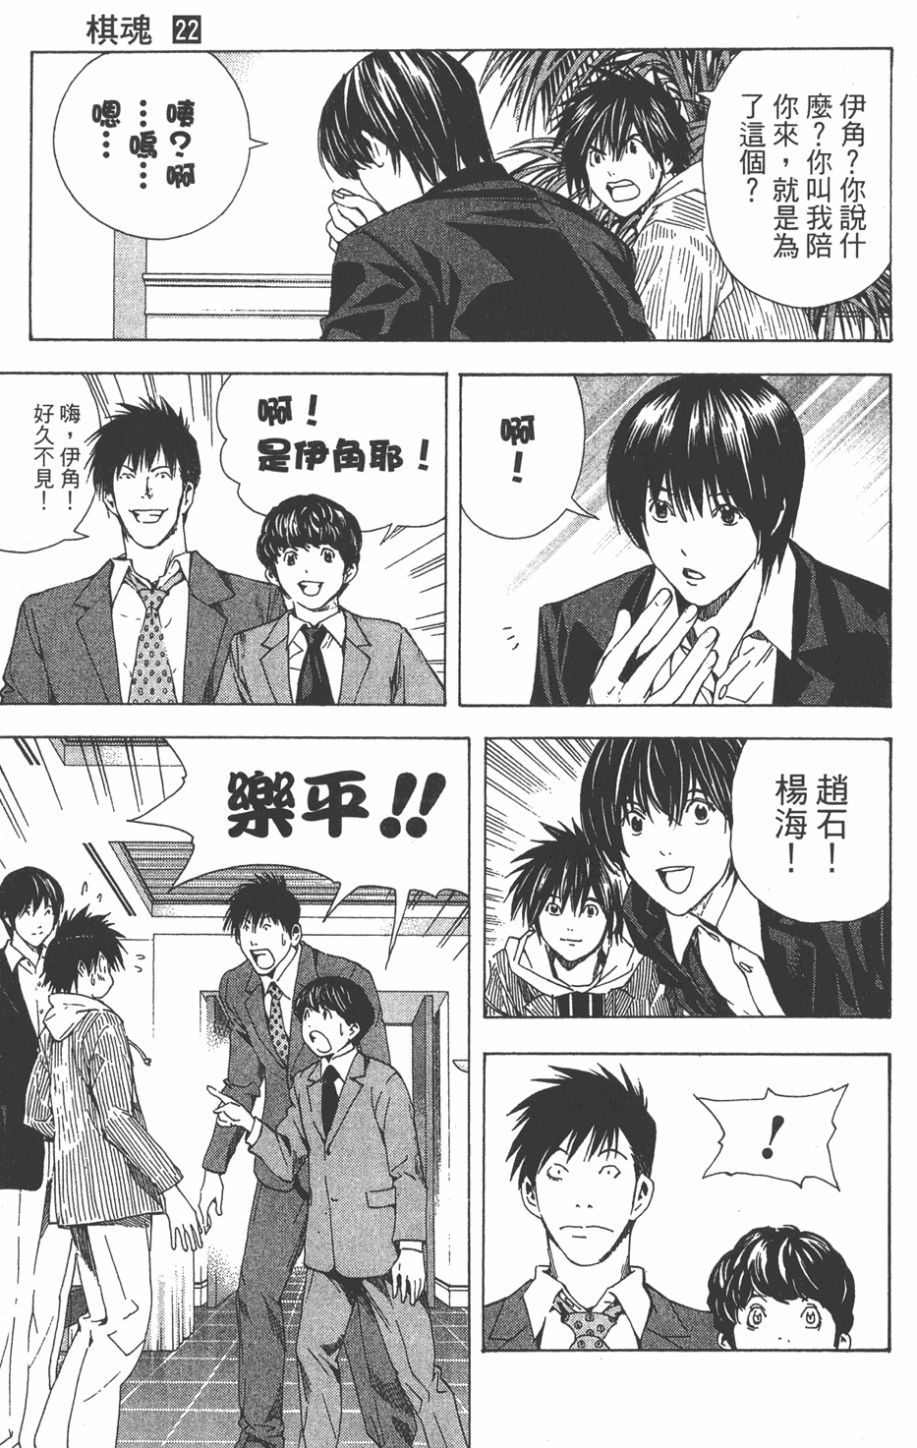 棋魂 22
伊角？你說什
麼？你叫我陪
你來，就是為
了這個？
咦？啊
…嗚…
嗯…
啊！
啊！
是伊角耶！
嗨，伊角！
好久不見！
趙石！
楊海！
！
樂平！！